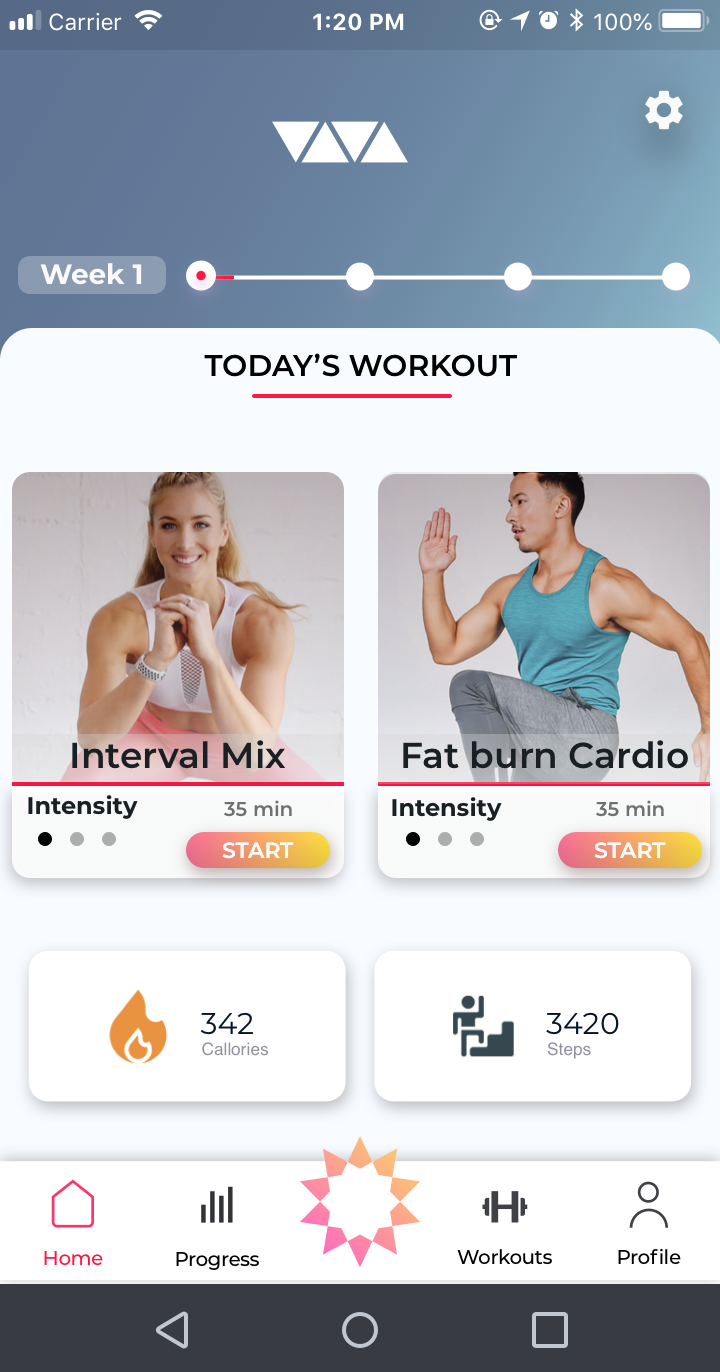 Carrier 1:20 PM 100%
Week 1
TODAY’S WORKOUT
Interval Mix
Intensity
35 min
START
Fat burn Cardio
Intensity
35 min
START
342
Callories
3420
Steps
Home
Progress
Workouts
Profile